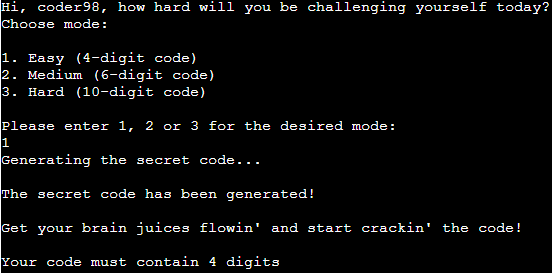 Hi, coder98, how hard will you be challenging yourself today?
Choose mode:
1. Easy (4-digit code)
2. Medium (6-digit code)
3. Hard (10-digit code)
Please enter 1, 2 or 3 for the desired mode:
1
Generating the secret code...
The secret code has been generated!
Get your brain juices flowin' and start crackin' the code!
Your code must contain 4 digits